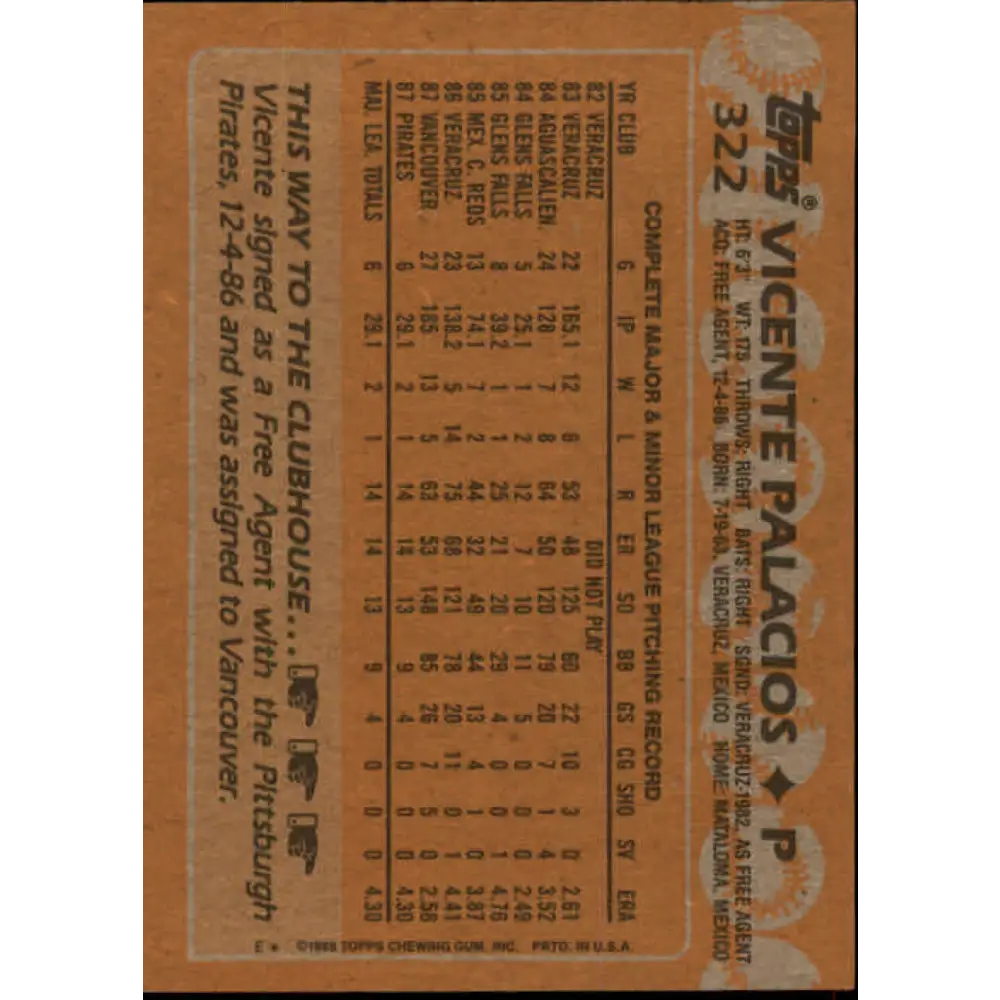 topps® VICENTE PALACIOS ♦ P
322
HT: 6'3" WT: 175 THROWS: RIGHT BATS: RIGHT SGND: VERACRUZ-1982, AS FREE AGENT
ACQ: FREE AGENT, 12-4-86 BORN: 7-19-63, VERACRUZ, MEXICO HOME: MATALOMA, MEXICO
COMPLETE MAJOR & MINOR LEAGUE PITCHING RECORD
YR CLUB G IP W L R ER SO BB GS CG SHO SV ERA
82 VERACRUZ DID NOT PLAY
83 VERACRUZ 22 165.1 12 6 53 48 125 60 22 10 3 0 2.61
84 AGUASCALIEN. 24 128 7 8 64 50 120 79 20 7 1 4 3.52
84 GLENS FALLS 5 25.1 1 2 12 7 10 11 5 0 0 0 2.49
85 GLENS FALLS 8 39.2 1 1 25 21 20 29 4 0 0 1 4.76
85 MEX. C. REDS 13 74.1 7 2 44 32 49 44 13 4 1 0 3.87
86 VERACRUZ 23 138.2 5 14 75 68 121 78 20 11 0 1 4.41
87 VANCOUVER 27 185 13 5 63 53 148 85 26 7 5 0 2.58
87 PIRATES 6 29.1 2 1 14 14 13 9 4 0 0 0 4.30
MAJ. LEA. TOTALS 6 29.1 2 1 14 14 13 9 4 0 0 0 4.30
THIS WAY TO THE CLUBHOUSE...
Vicente signed as a Free Agent with the Pittsburgh
Pirates, 12-4-86 and was assigned to Vancouver.
E* ©1988 TOPPS CHEWING GUM, INC. PRTD. IN U.S.A.